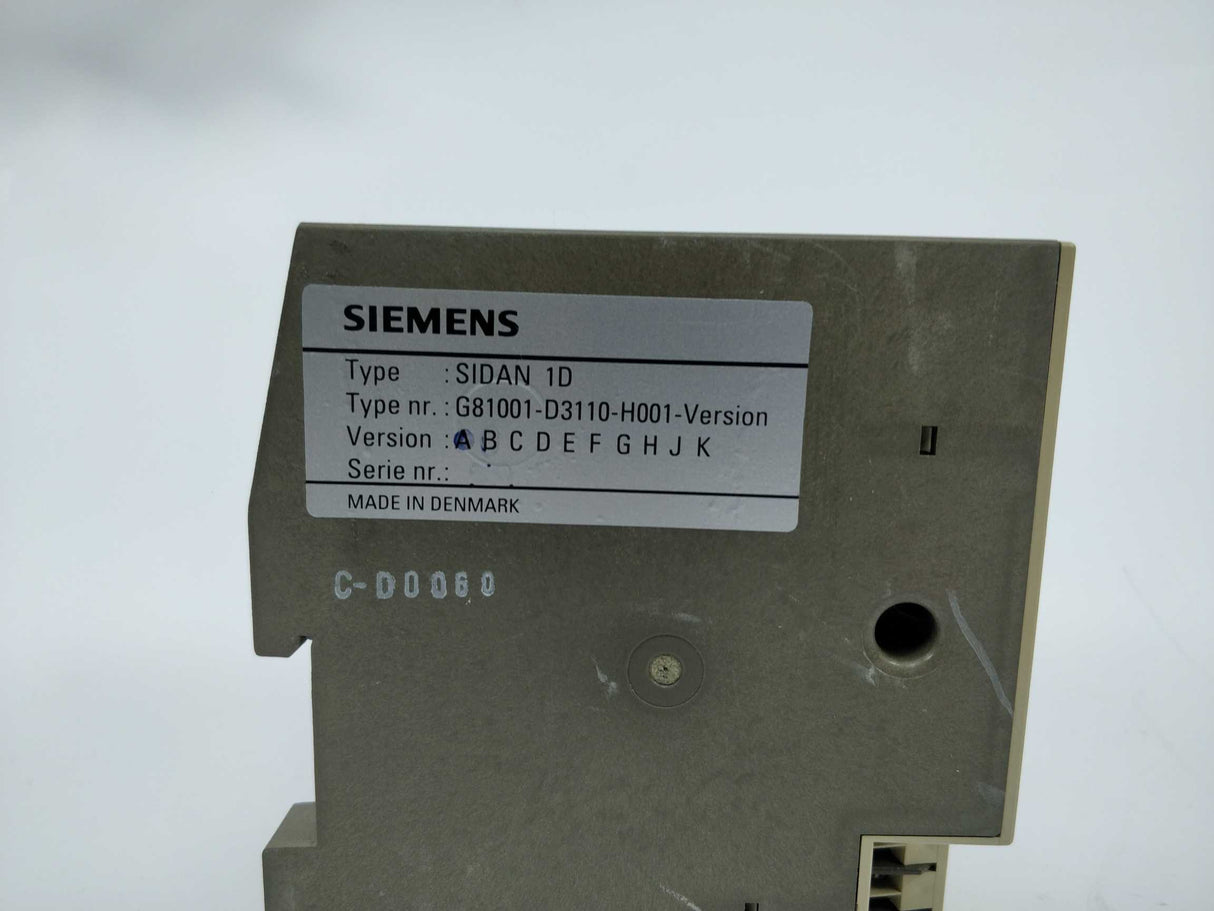 SIEMENS
Type : SIDAN 1D
Type nr. : G81001-D3110-H001-Version
Version : A B C D E F G H J K
Serie nr.:
MADE IN DENMARK
C-D0060